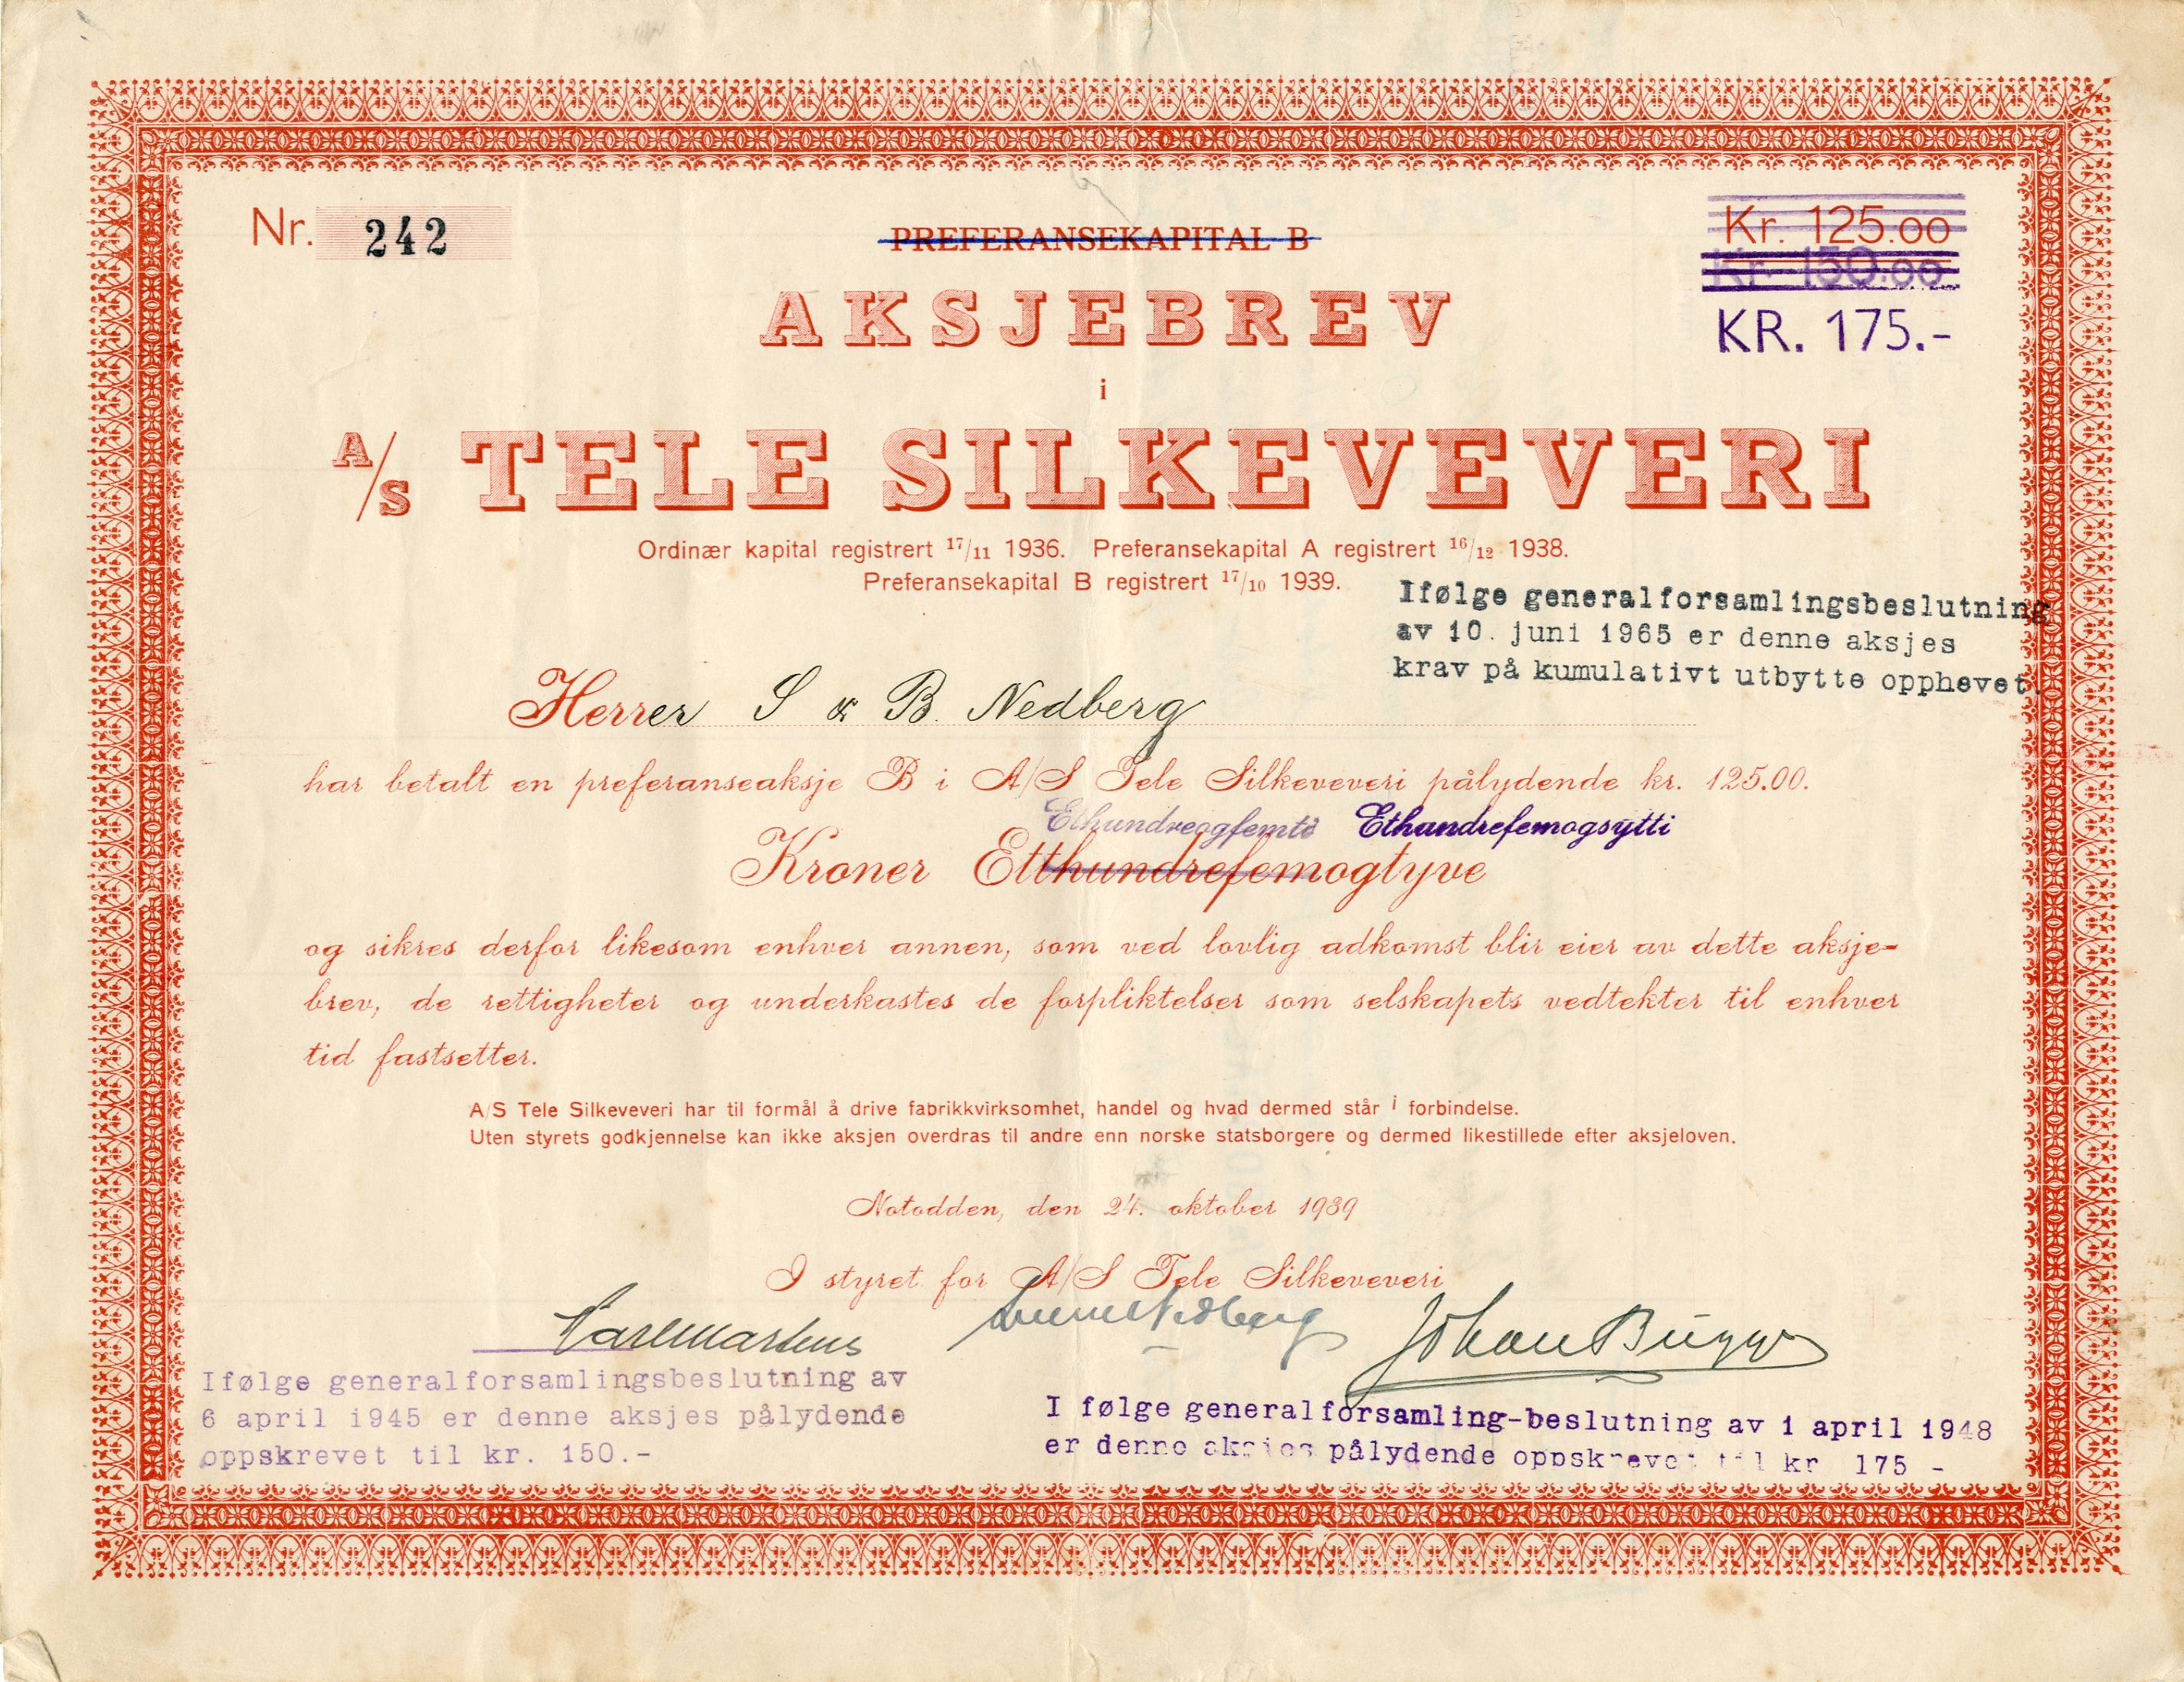 Nr. 242
PREFERANSEKAPITAL B
Kr. 125.00
Kr. 150.00
KR. 175.-
AKSJEBREV
i
A/S TELE SILKEVEVERI
Ordinær kapital registrert 17/11 1936. Preferansekapital A registrert 16/12 1938.
Preferansekapital B registrert 17/10 1939.
Ifølge generalforsamlingsbeslutning
av 10. juni 1965 er denne aksjes
krav på kumulativt utbytte opphevet.
Herrer S & B. Nedberg
har betalt en preferanseaksje B i A/S Tele Silkeveveri pålydende kr. 125.00.
Ethundreogfemti Ethundrefemogsytti
Kroner Etthundrefemogtyve
og sikres derfor likesom enhver annen, som ved lovlig adkomst blir eier av dette aksje-
brev, de rettigheter og underkastes de forpliktelser som selskapets vedtekter til enhver
tid fastsetter.
A/S Tele Silkeveveri har til formål å drive fabrikkvirksomhet, handel og hvad dermed står i forbindelse.
Uten styrets godkjennelse kan ikke aksjen overdras til andre enn norske statsborgere og dermed likestillede efter aksjeloven.
Notodden, den 24. oktober 1939
I styret for A/S Tele Silkeveveri
Carl Martens Nedberg Johan Bugge
Ifølge generalforsamlingsbeslutning av
6 april 1945 er denne aksjes pålydende
oppskrevet til kr. 150.-
I følge generalforsamling-beslutning av 1 april 1948
er denne aksjes pålydende oppskrevet til kr 175 -